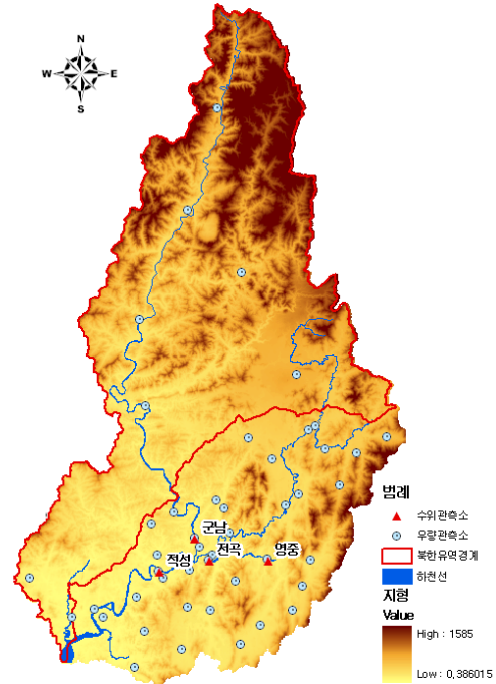 N
W E
S
군남
전곡
영중
적성
범례
수위관측소
우량관측소
북한유역경계
하천선
지형
Value
High : 1585
Low : 0,386015